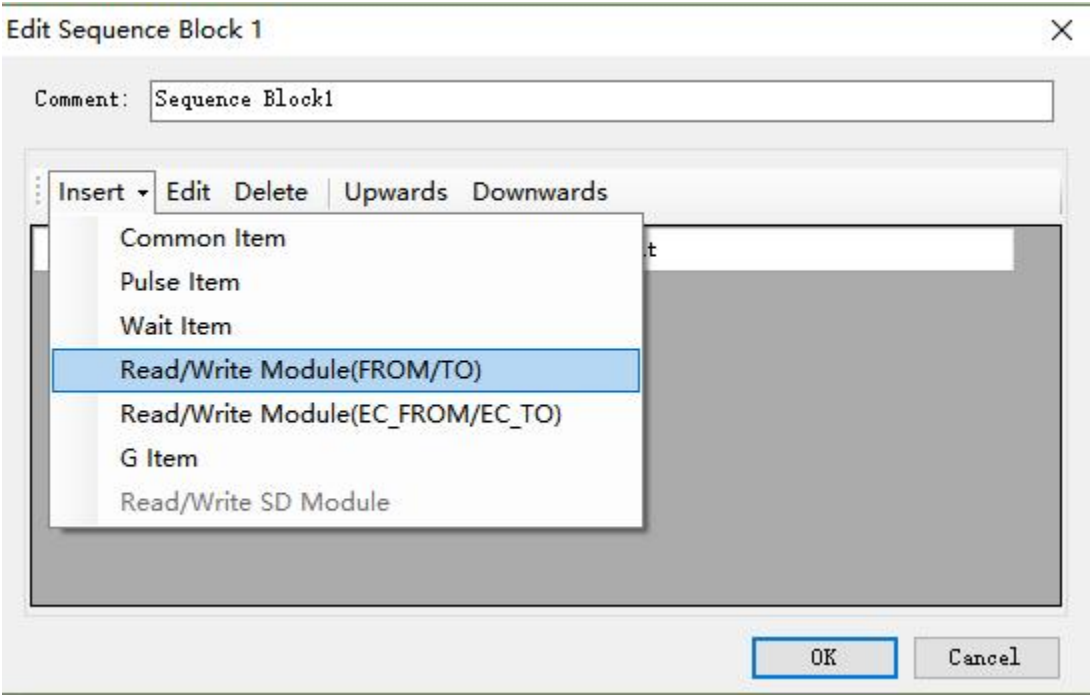 Edit Sequence Block 1
Comment: Sequence Block1
Insert Edit Delete Upwards Downwards
Common Item
Pulse Item
Wait Item
Read/Write Module(FROM/TO)
Read/Write Module(EC_FROM/EC_TO)
G Item
Read/Write SD Module
OK Cancel